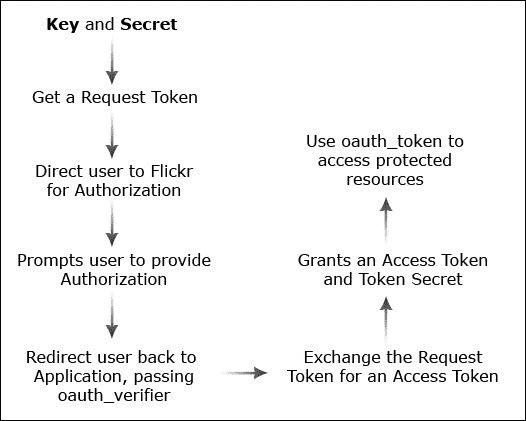 Key and Secret
Get a Request Token
Direct user to Flickr
for Authorization
Prompts user to provide
Authorization
Redirect user back to
Application, passing
oauth_verifier
Exchange the Request
Token for an Access Token
Grants an Access Token
and Token Secret
Use oauth_token to
access protected
resources